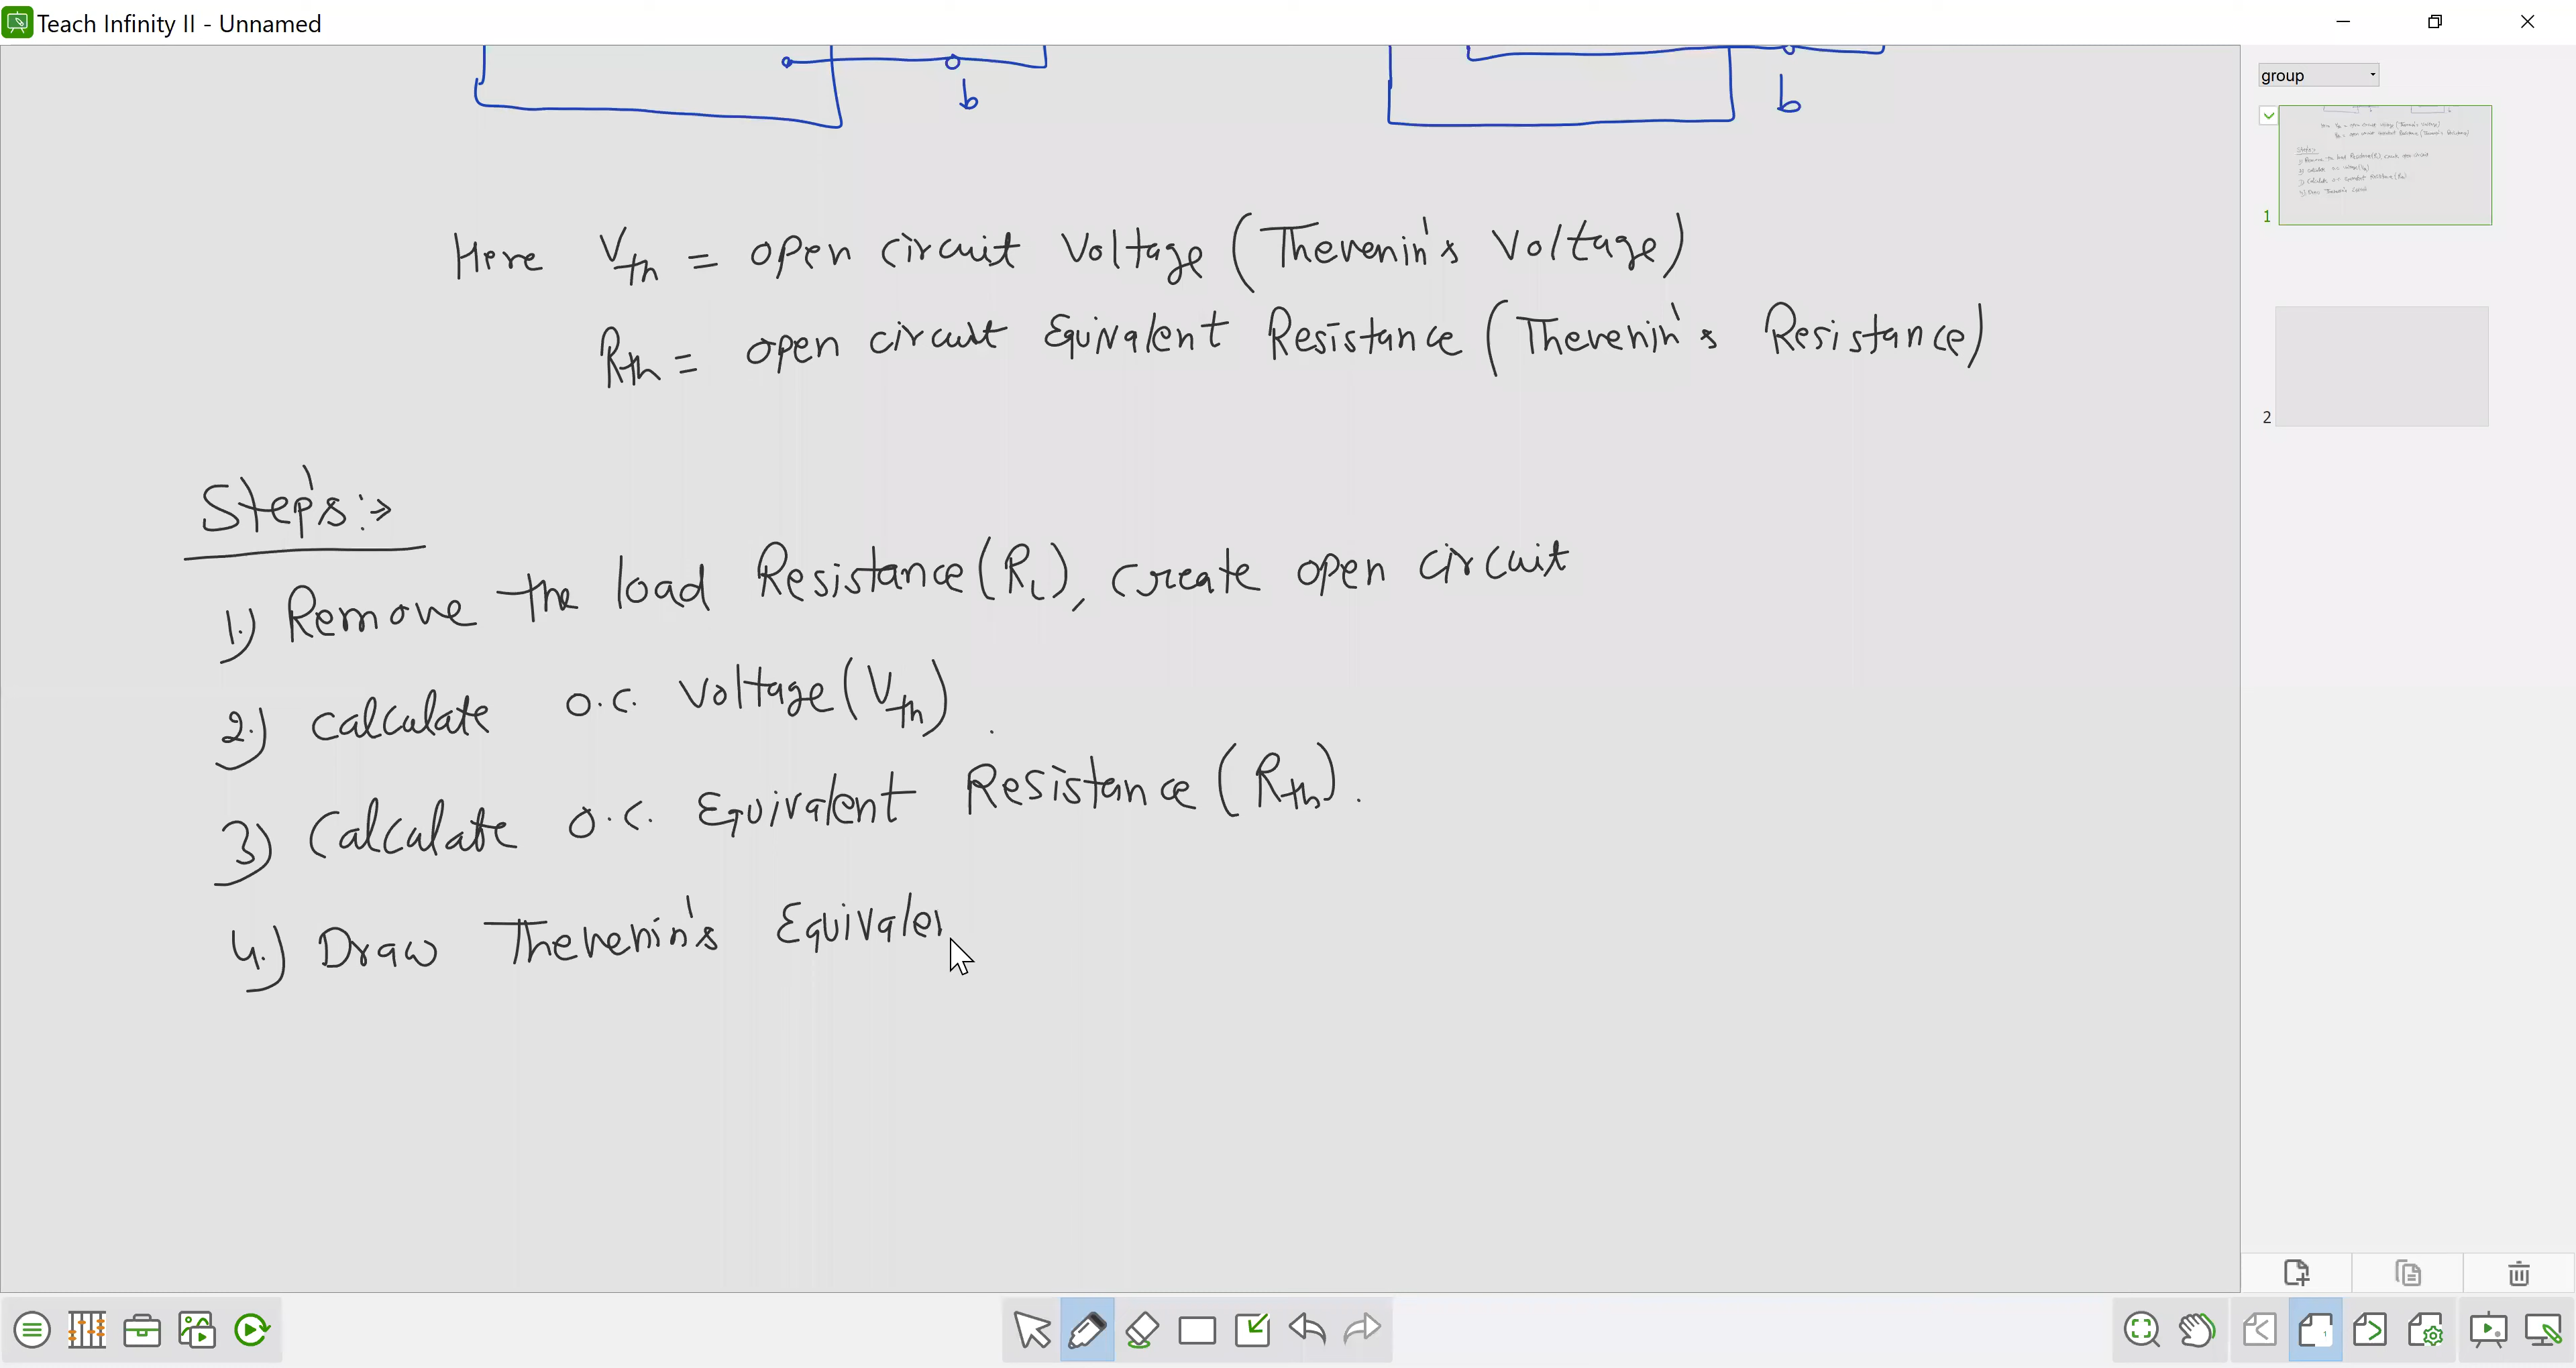 Teach Infinity II - Unnamed
group
b
b
1
2
Here Vth = open circuit Voltage (Thevenin's Voltage)
Rth = open circuit Equivalent Resistance (Thevenin's Resistance)
Step's :->
1.) Remove the load Resistance (RL), create open circuit
2.) Calculate o.c. Voltage (Vth) .
3) Calculate o.c. Equivalent Resistance (Rth) .
4.) Draw Thevenin's Equivalen